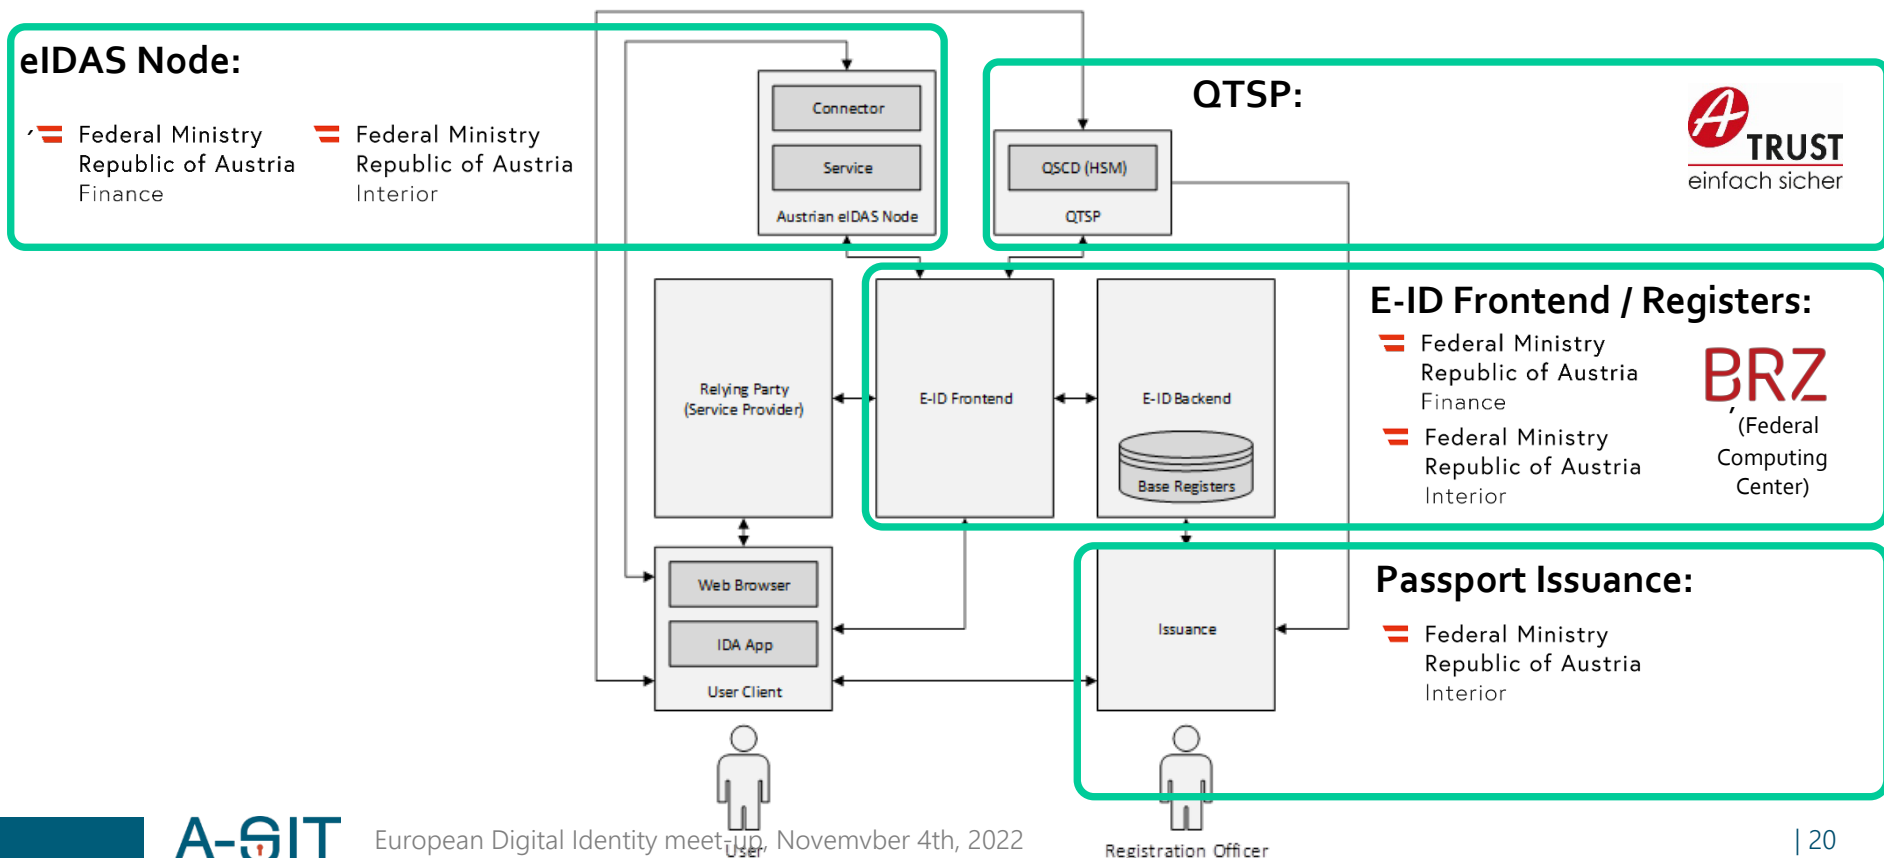 eIDAS Node:
Federal Ministry
Republic of Austria
Finance
Federal Ministry
Republic of Austria
Interior
Connector
Service
Austrian eIDAS Node
QTSP:
QSCD (HSM)
QTSP
A
TRUST
einfach sicher
E-ID Frontend / Registers:
Federal Ministry
Republic of Austria
Finance
Federal Ministry
Republic of Austria
Interior
BRZ
(Federal
Computing
Center)
Relying Party
(Service Provider)
E-ID Frontend
E-ID Backend
Base Registers
Web Browser
IDA App
User Client
Issuance
Passport Issuance:
Federal Ministry
Republic of Austria
Interior
User
Registration Officer
A-SIT
European Digital Identity meet-up, Novemvber 4th, 2022
| 20